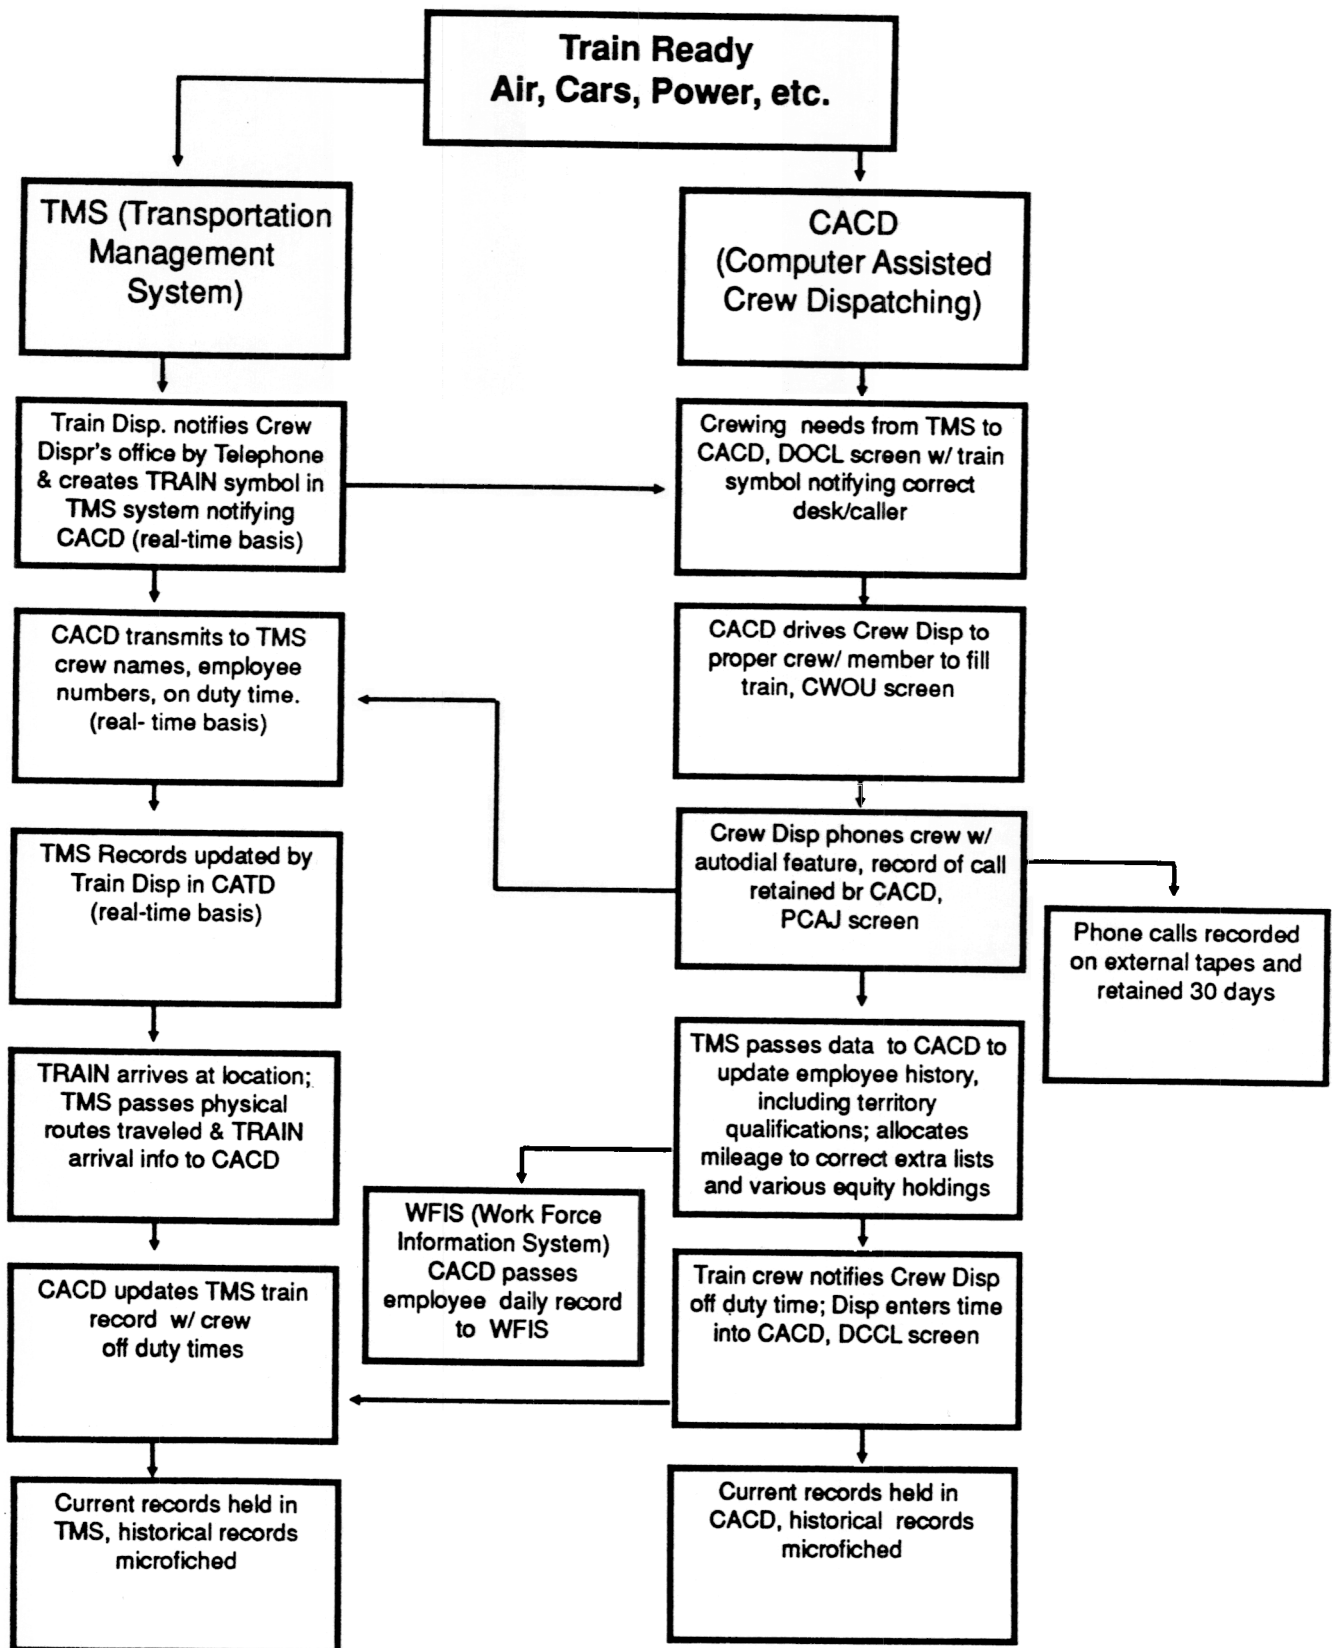 Train Ready
Air, Cars, Power, etc.
TMS (Transportation
Management
System)
CACD
(Computer Assisted
Crew Dispatching)
Train Disp. notifies Crew
Dispr's office by Telephone
& creates TRAIN symbol in
TMS system notifying
CACD (real-time basis)
Crewing needs from TMS to
CACD, DOCL screen w/ train
symbol notifying correct
desk/caller
CACD transmits to TMS
crew names, employee
numbers, on duty time.
(real- time basis)
CACD drives Crew Disp to
proper crew/ member to fill
train, CWOU screen
TMS Records updated by
Train Disp in CATD
(real-time basis)
Crew Disp phones crew w/
autodial feature, record of call
retained br CACD,
PCAJ screen
Phone calls recorded
on external tapes and
retained 30 days
TRAIN arrives at location;
TMS passes physical
routes traveled & TRAIN
arrival info to CACD
TMS passes data to CACD to
update employee history,
including territory
qualifications; allocates
mileage to correct extra lists
and various equity holdings
WFIS (Work Force
Information System)
CACD passes
employee daily record
to WFIS
CACD updates TMS train
record w/ crew
off duty times
Train crew notifies Crew Disp
off duty time; Disp enters time
into CACD, DCCL screen
Current records held in
TMS, historical records
microfiched
Current records held in
CACD, historical records
microfiched